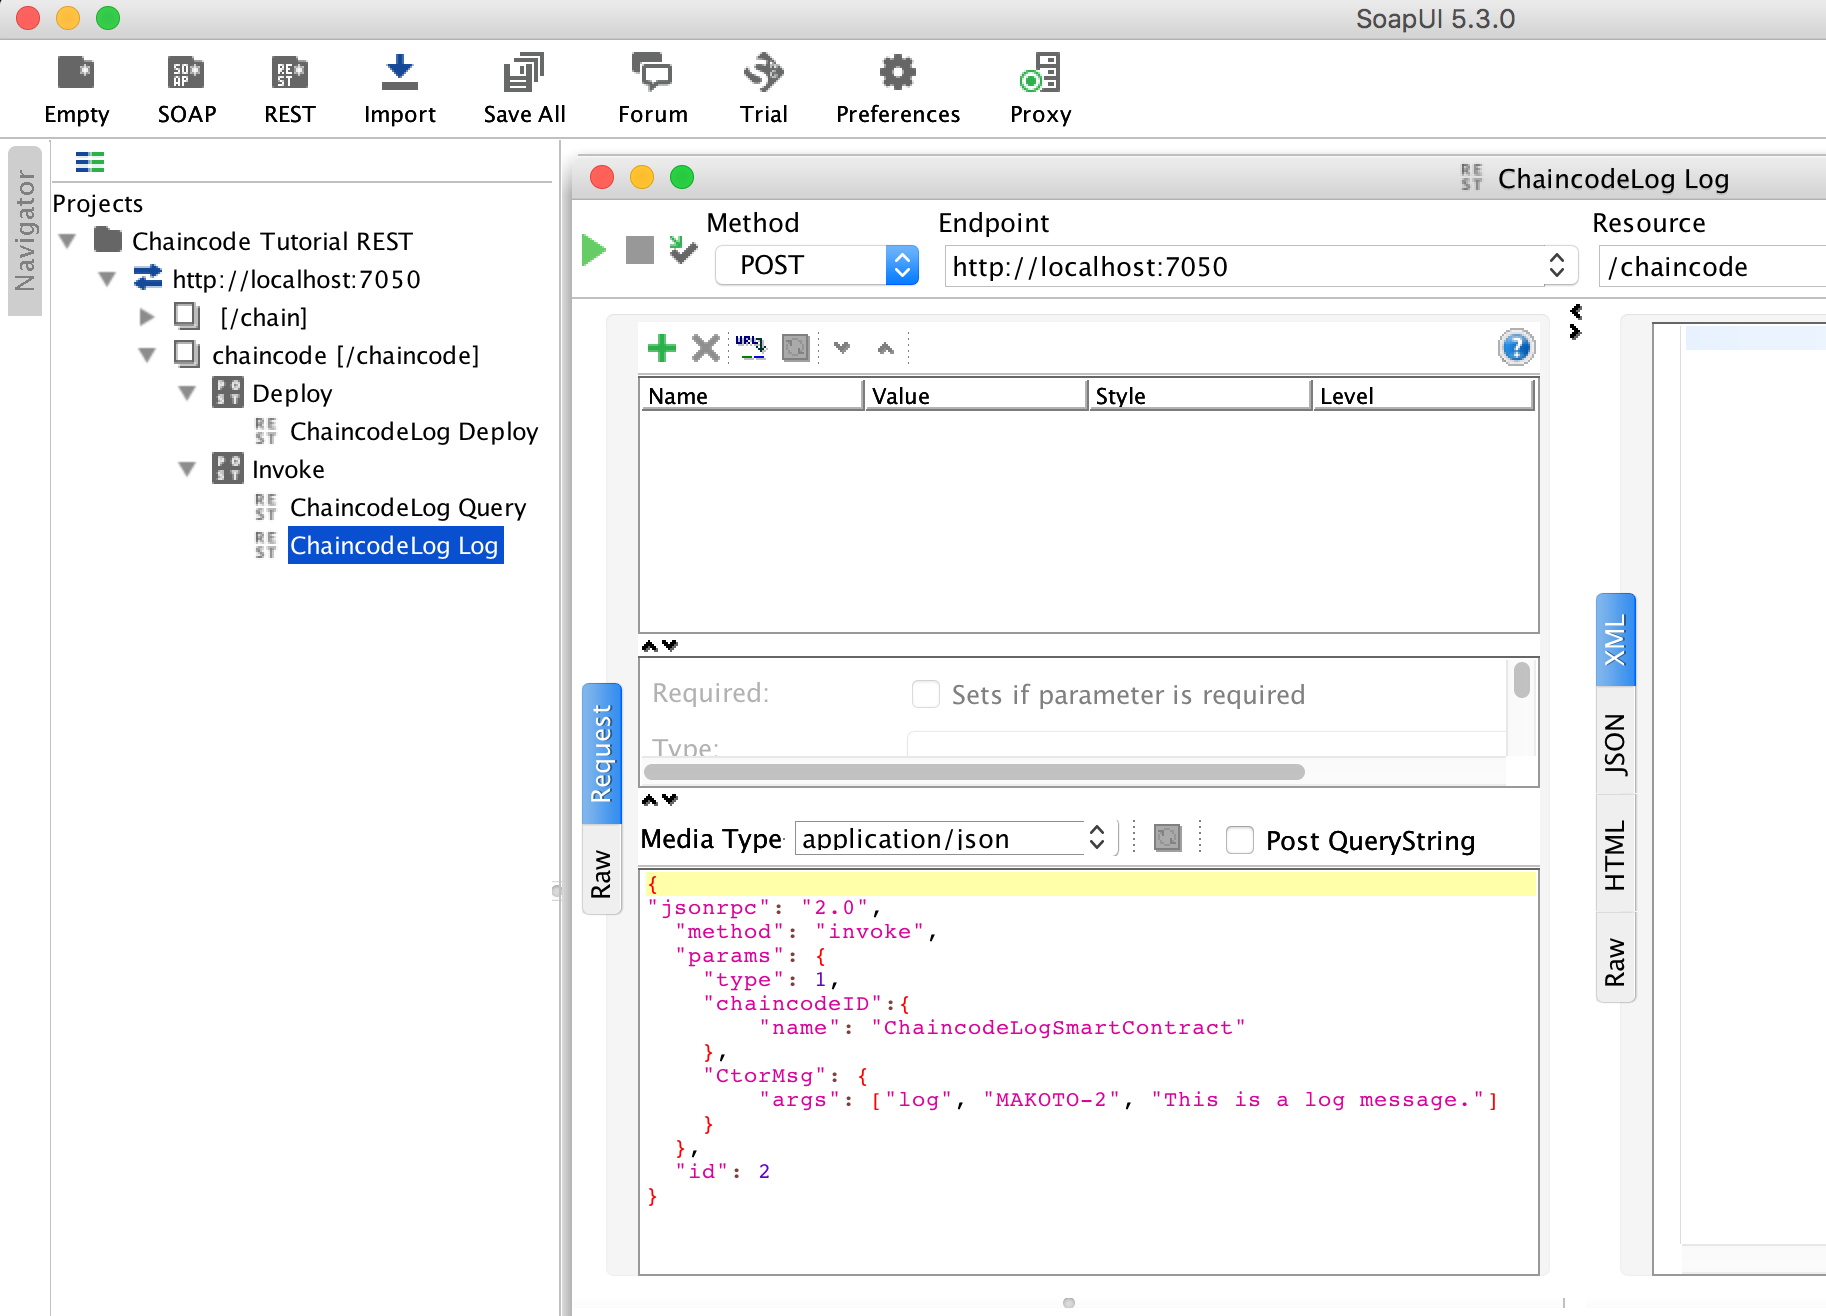 SoapUI 5.3.0
Empty
SOAP
REST
Import
Save All
Forum
Trial
Preferences
Proxy
Navigator
Projects
Chaincode Tutorial REST
http://localhost:7050
[/chain]
chaincode [/chaincode]
Deploy
ChaincodeLog Deploy
Invoke
ChaincodeLog Query
ChaincodeLog Log
ChaincodeLog Log
Method
Endpoint
Resource
POST
http://localhost:7050
/chaincode
Name
Value
Style
Level
Required:
Sets if parameter is required
Type:
Request
Raw
Media Type
application/json
Post QueryString
{
"jsonrpc": "2.0",
"method": "invoke",
"params": {
"type": 1,
"chaincodeID":{
"name": "ChaincodeLogSmartContract"
},
"CtorMsg": {
"args": ["log", "MAKOTO-2", "This is a log message."]
}
},
"id": 2
}
XML
JSON
HTML
Raw